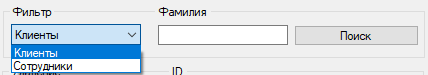 Фильтр Фамилия
Клиенты Поиск
Клиенты
Сотрудники
ID